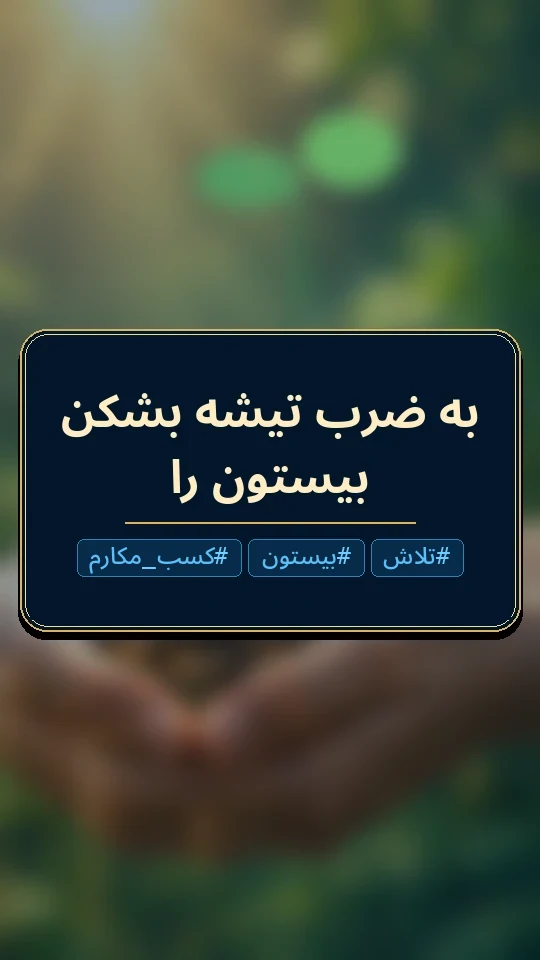 به ضرب تیشه بشکن
بیستون را
#تلاش #بیستون #کسب_مکارم